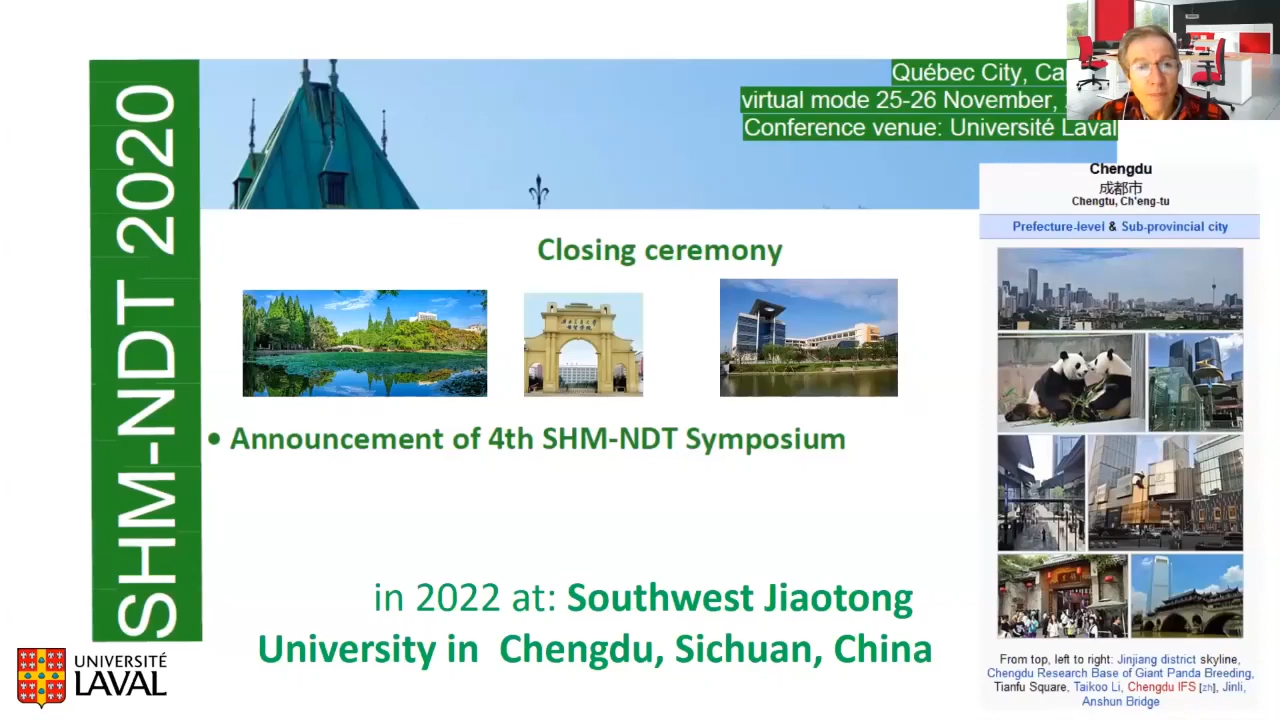 SHM-NDT 2020
Québec City, Ca
virtual mode 25-26 November,
Conference venue: Université Laval
Closing ceremony
• Announcement of 4th SHM-NDT Symposium
in 2022 at: Southwest Jiaotong
University in Chengdu, Sichuan, China
UNIVERSITÉ
LAVAL
Chengdu
成都市
Chengtu, Ch'eng-tu
Prefecture-level & Sub-provincial city
From top, left to right: Jinjiang district skyline,
Chengdu Research Base of Giant Panda Breeding,
Tianfu Square, Taikoo Li, Chengdu IFS [zh], Jinli,
Anshun Bridge